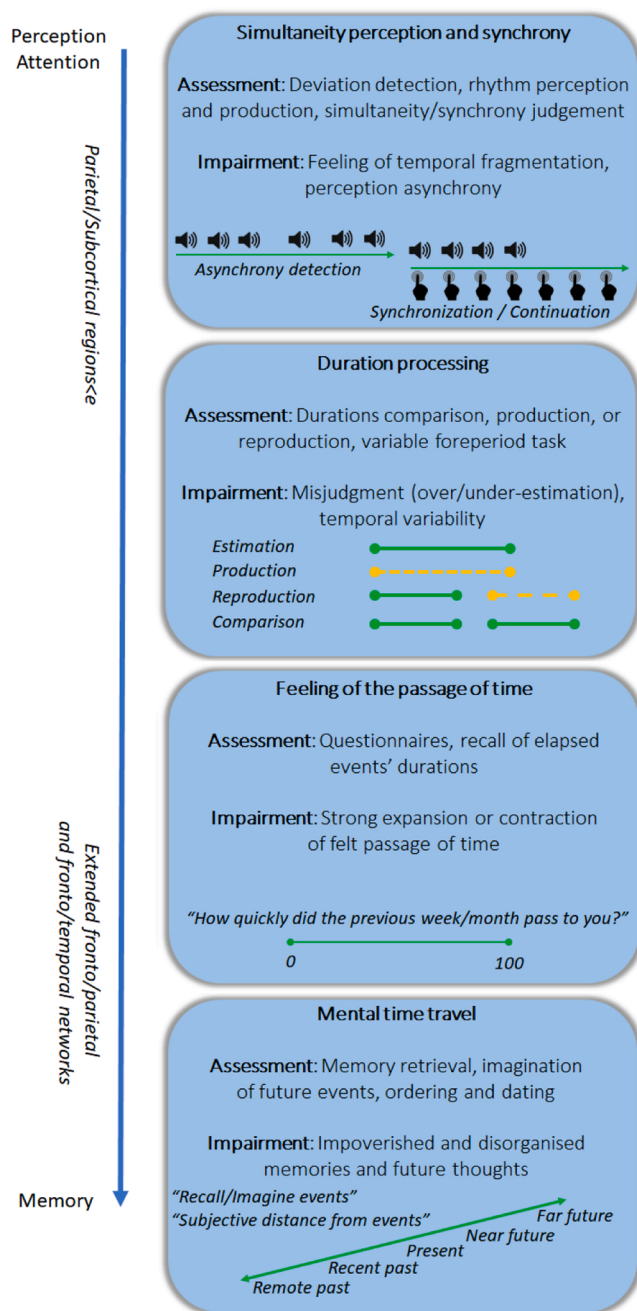 Perception
Attention
Parietal/Subcortical regions<e
Extended fronto/parietal
and fronto/temporal
networks
Memory
Simultaneity perception and synchrony
Assessment: Deviation detection, rhythm perception
and production, simultaneity/synchrony judgement
Impairment: Feeling of temporal fragmentation,
perception asynchrony
Asynchrony detection
Synchronization / Continuation
Duration processing
Assessment: Durations comparison, production, or
reproduction, variable foreperiod task
Impairment: Misjudgment (over/under-estimation),
temporal variability
Estimation
Production
Reproduction
Comparison
Feeling of the passage of time
Assessment: Questionnaires, recall of elapsed
events’ durations
Impairment: Strong expansion or contraction
of felt passage of time
“How quickly did the previous week/month pass to you?”
0
100
Mental time travel
Assessment: Memory retrieval, imagination
of future events, ordering and dating
Impairment: Impoverished and disorganised
memories and future thoughts
“Recall/Imagine events”
“Subjective distance from events”
Far future
Near future
Present
Recent past
Remote past